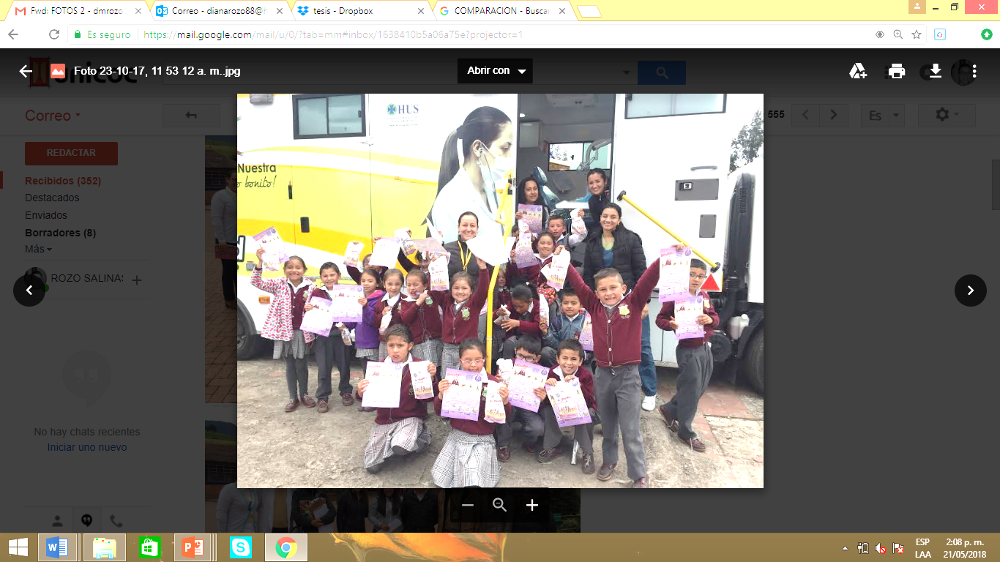 Fwd: FOTOS 2 - dmrozo
Correo - dianarozo88@h
tesis - Dropbox
COMPARACION - Buscar
Es seguro
https://mail.google.com/mail/u/0/?tab=mm#inbox/1638410b5a06a75e?projector=1
Foto 23-10-17, 11 53 12 a. m..jpg
Abrir con
unicoc
Correo
555
Es
REDACTAR
Recibidos (352)
Destacados
Enviados
Borradores (8)
Más
ROZO SALINAS
No hay chats recientes
Iniciar uno nuevo
HUS
Nuestra
o bonito!
ESP
LAA
2:08 p. m.
21/05/2018